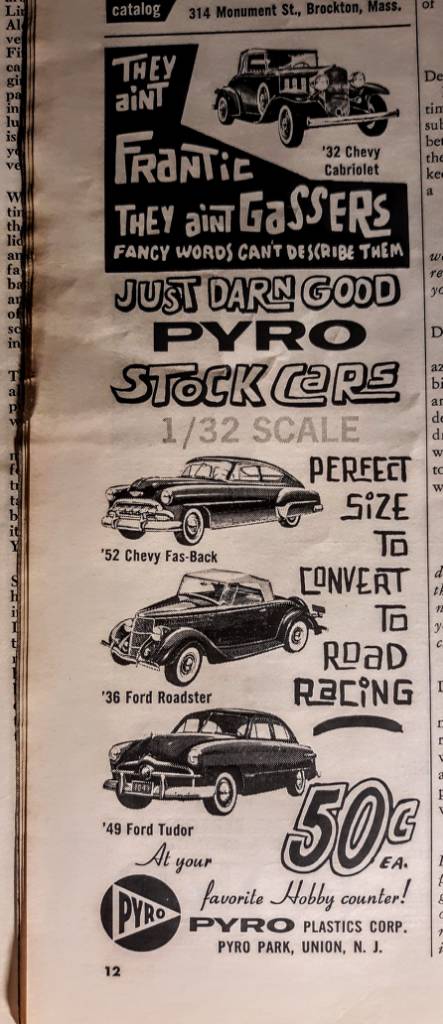 catalog
314 Monument St., Brockton, Mass.
THEY
AiNT
'32 Chevy
Cabriolet
FRANTiC
THEY AiNT GASSERS
FANCY WORDS CAN'T DESCRIBE THEM
JUST DARN GOOD
PYRO
STOCK CARS
1/32 SCALE
PERFECT
SiZE
TO
CONVERT
TO
ROAD
RACiNG
'52 Chevy Fas-Back
'36 Ford Roadster
'49 Ford Tudor
50¢
EA.
At your
favorite Hobby counter!
PYRO
PYRO PLASTICS CORP.
PYRO PARK, UNION, N. J.
12